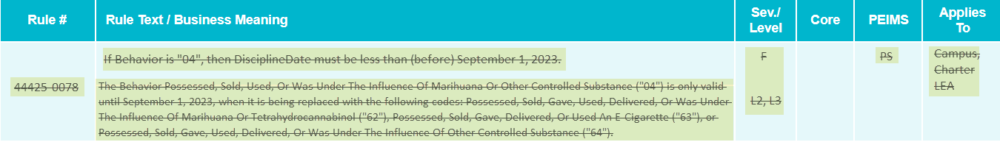 Rule #
Rule Text / Business Meaning
Sev./
Level
Core
PEIMS
Applies
To
44425-0078
If Behavior is "04", then DisciplineDate must be less than (before) September 1, 2023.
The Behavior Possessed, Sold, Used, Or Was Under The Influence Of Marihuana Or Other Controlled Substance ("04") is only valid
until September 1, 2023, when it is being replaced with the following codes: Possessed, Sold, Gave, Used, Delivered, Or Was Under
The Influence Of Marihuana Or Tetrahydrocannabinol ("62"), Possessed, Sold, Gave, Delivered, Or Used An E-Cigarette ("63"), or
Possessed, Sold, Gave, Used, Delivered, Or Was Under The Influence Of Other Controlled Substance ("64").
F
L2, L3
PS
Campus,
Charter
LEA